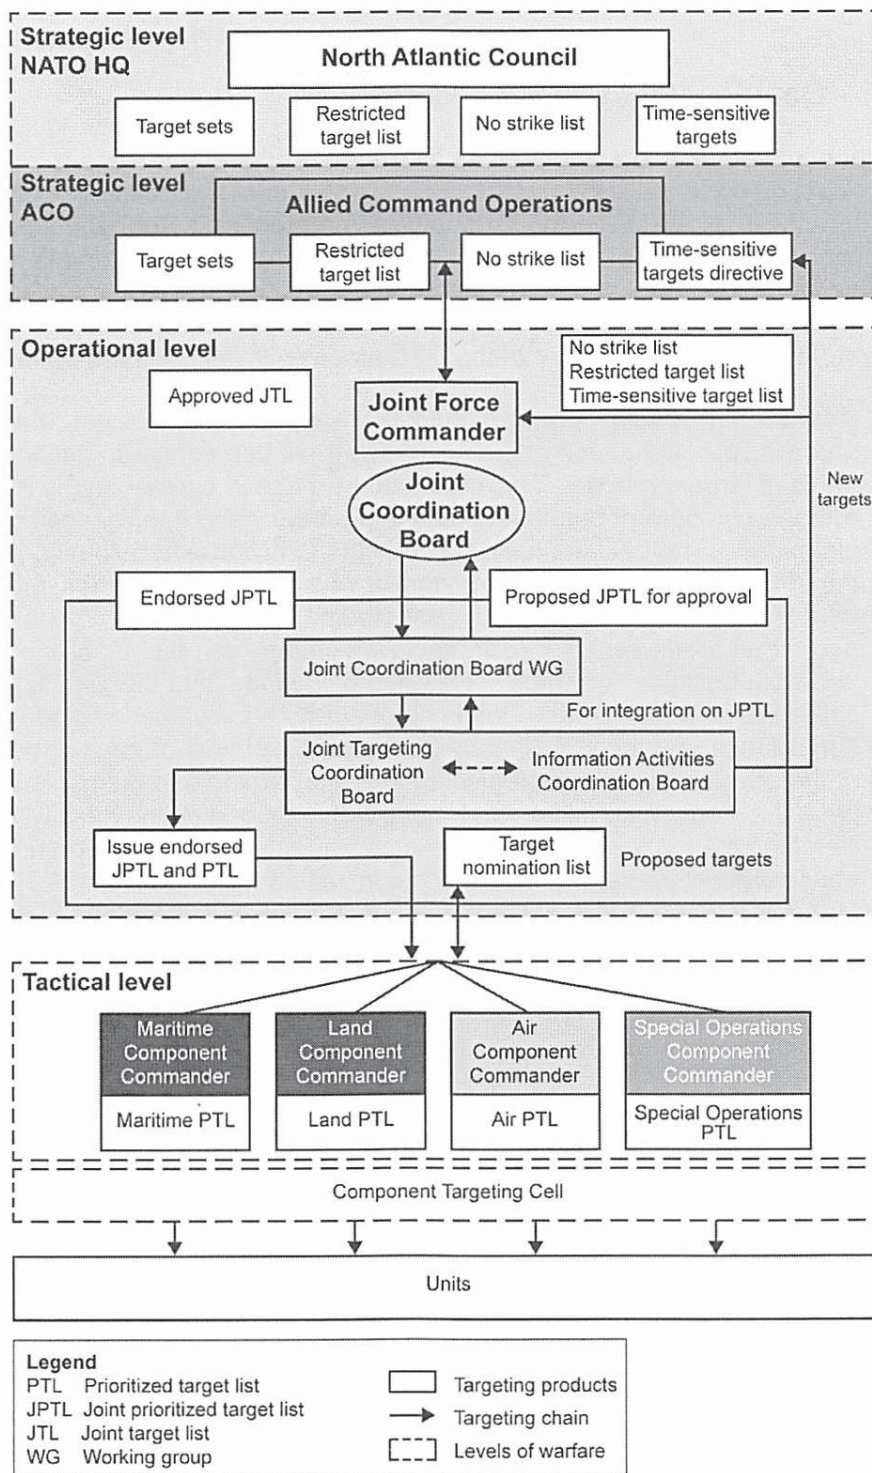 Strategic level
NATO HQ
North Atlantic Council
Target sets
Restricted
target list
No strike list
Time-sensitive
targets
Strategic level
ACO
Allied Command Operations
Target sets
Restricted
target list
No strike list
Time-sensitive
targets directive
Operational level
Approved JTL
Joint Force
Commander
No strike list
Restricted target list
Time-sensitive target list
Joint
Coordination
Board
New
targets
Endorsed JPTL
Proposed JPTL for approval
Joint Coordination Board WG
For integration on JPTL
Joint Targeting
Coordination
Board
Information Activities
Coordination Board
Issue endorsed
JPTL and PTL
Target
nomination list
Proposed targets
Tactical level
Maritime
Component
Commander
Maritime PTL
Land
Component
Commander
Land PTL
Air
Component
Commander
Air PTL
Special Operations
Component
Commander
Special Operations
PTL
Component Targeting Cell
Units
Legend
PTL Prioritized target list
JPTL Joint prioritized target list
JTL Joint target list
WG Working group
Targeting products
Targeting chain
Levels of warfare